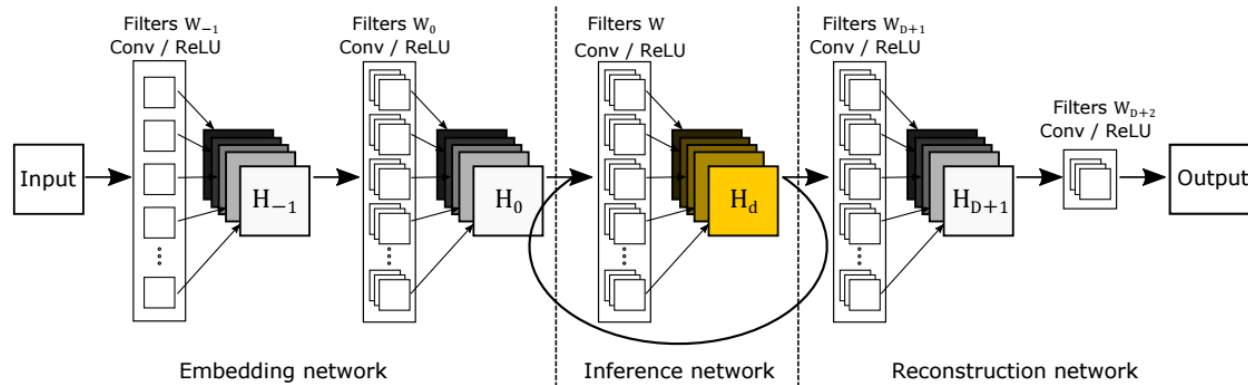 Filters W₋₁
Conv / ReLU
Filters W₀
Conv / ReLU
Filters W
Conv / ReLU
Filters W_D+1
Conv / ReLU
Filters W_D+2
Conv / ReLU
Input
H₋₁
H₀
H_d
H_D+1
Output
Embedding network
Inference network
Reconstruction network